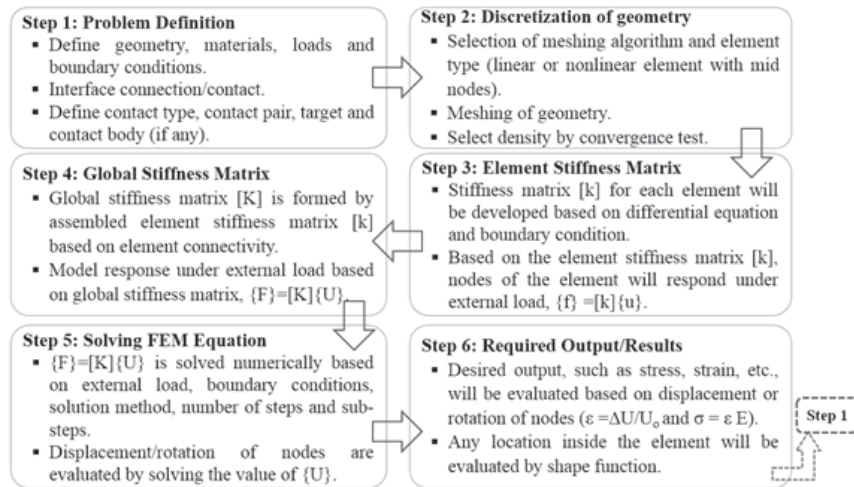 Step 1: Problem Definition
▪ Define geometry, materials, loads and
boundary conditions.
▪ Interface connection/contact.
▪ Define contact type, contact pair, target and
contact body (if any).
Step 2: Discretization of geometry
▪ Selection of meshing algorithm and element
type (linear or nonlinear element with mid
nodes).
▪ Meshing of geometry.
▪ Select density by convergence test.
Step 3: Element Stiffness Matrix
▪ Stiffness matrix [k] for each element will
be developed based on differential equation
and boundary condition.
▪ Based on the element stiffness matrix [k],
nodes of the element will respond under
external load, {f} =[k]{u}.
Step 4: Global Stiffness Matrix
▪ Global stiffness matrix [K] is formed by
assembled element stiffness matrix [k]
based on element connectivity.
▪ Model response under external load based
on global stiffness matrix, {F}=[K]{U}.
Step 5: Solving FEM Equation
▪ {F}=[K]{U} is solved numerically based
on external load, boundary conditions,
solution method, number of steps and sub-
steps.
▪ Displacement/rotation of nodes are
evaluated by solving the value of {U}.
Step 6: Required Output/Results
▪ Desired output, such as stress, strain, etc.,
will be evaluated based on displacement or
rotation of nodes (ε =ΔU/Uₒ and σ = ε E).
▪ Any location inside the element will be
evaluated by shape function.
Step 1